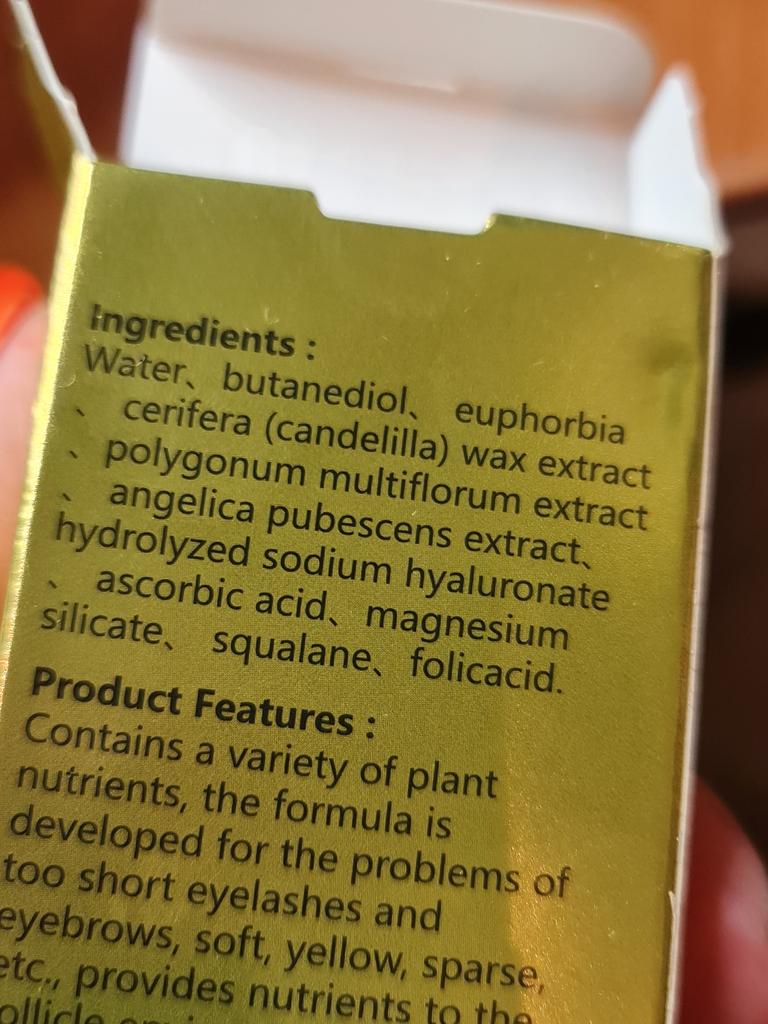 Ingredients :
Water、 butanediol、 euphorbia
、 cerifera (candelilla) wax extract
、 polygonum multiflorum extract
、 angelica pubescens extract、
hydrolyzed sodium hyaluronate
、 ascorbic acid、 magnesium
silicate、 squalane、 folicacid.
Product Features :
Contains a variety of plant
nutrients, the formula is
developed for the problems of
too short eyelashes and
eyebrows, soft, yellow, sparse,
etc., provides nutrients to the